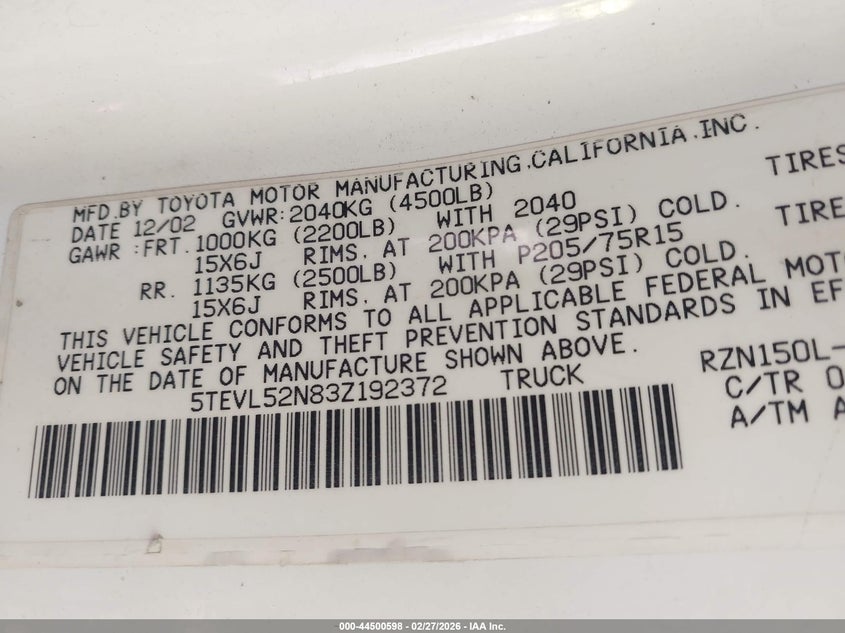 MFD.BY TOYOTA MOTOR MANUFACTURING.CALIFORNIA.INC.
DATE 12/02 GVWR:2040KG (4500LB)
GAWR :FRT. 1000KG (2200LB) WITH 2040 TIRES
15X6J RIMS. AT 200KPA (29PSI) COLD.
RR. 1135KG (2500LB) WITH P205/75R15 TIRE
15X6J RIMS. AT 200KPA (29PSI) COLD.
THIS VEHICLE CONFORMS TO ALL APPLICABLE FEDERAL MOT
VEHICLE SAFETY AND THEFT PREVENTION STANDARDS IN EF
ON THE DATE OF MANUFACTURE SHOWN ABOVE.
5TEVL52N83Z192372 TRUCK RZN150L-
C/TR 0
A/TM A
000-44500598 - 02/27/2026 - IAA Inc.